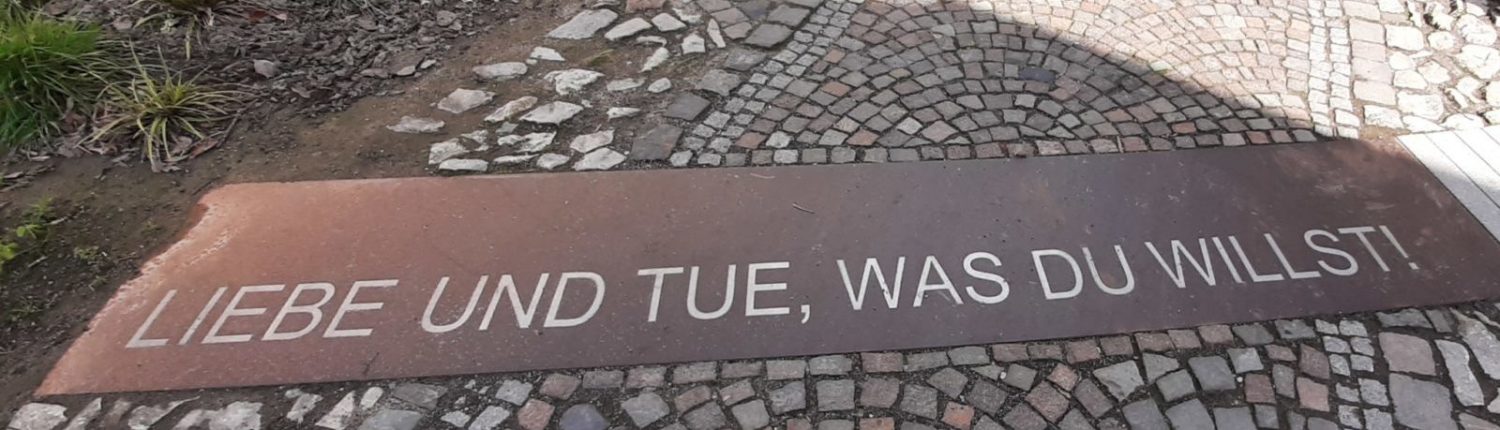 LIEBE UND TUE, WAS DU WILLST!